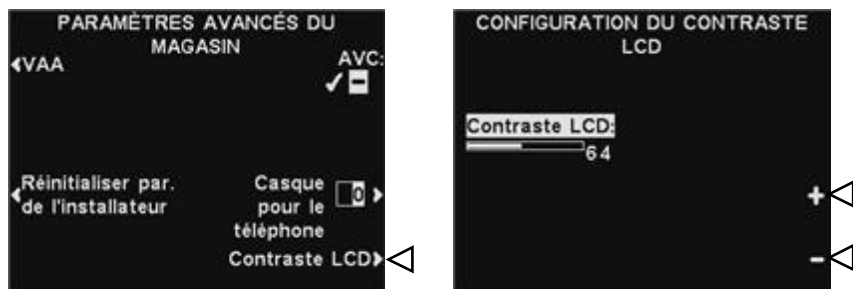 PARAMÈTRES AVANCÉS DU
MAGASIN
VAA
AVC:
Réinitialiser par.
de l'installateur
Casque
pour le
téléphone
0
Contraste LCD
CONFIGURATION DU CONTRASTE
LCD
Contraste LCD:
64
+
-